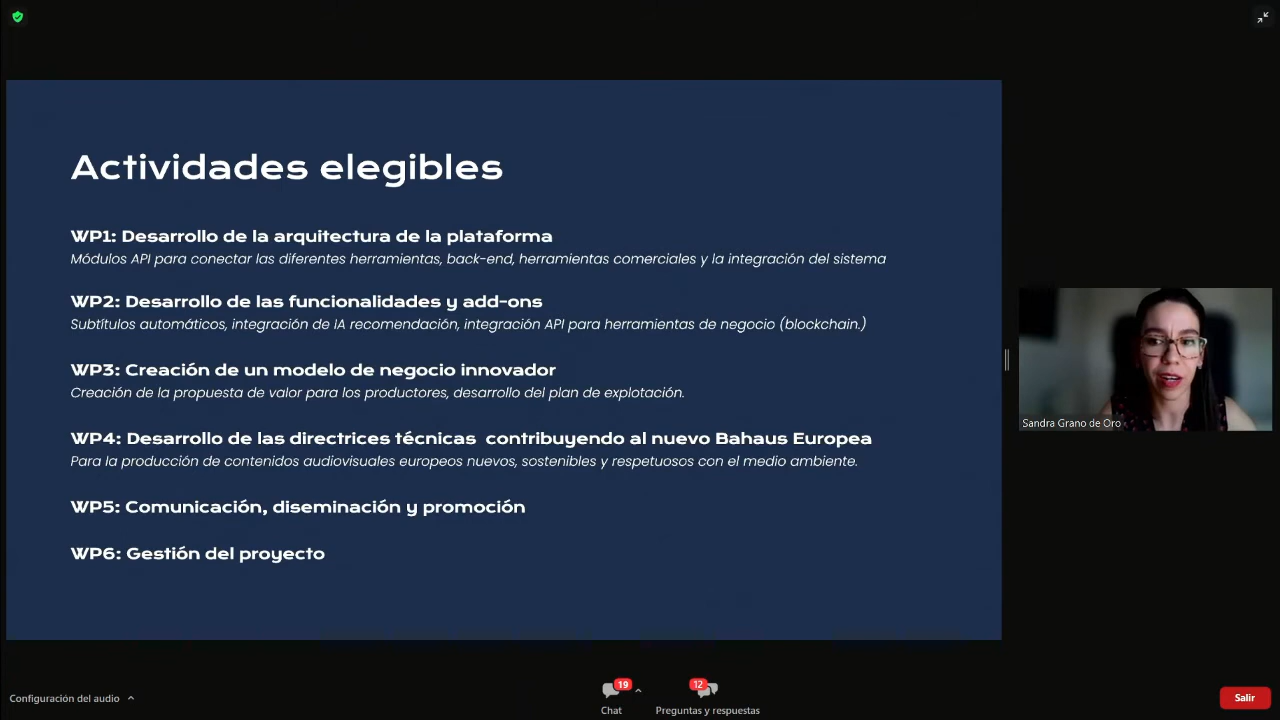 Actividades elegibles
WP1: Desarrollo de la arquitectura de la plataforma
Módulos API para conectar las diferentes herramientas, back-end, herramientas comerciales y la integración del sistema
WP2: Desarrollo de las funcionalidades y add-ons
Subtítulos automáticos, integración de IA recomendación, integración API para herramientas de negocio (blockchain.)
WP3: Creación de un modelo de negocio innovador
Creación de la propuesta de valor para los productores, desarrollo del plan de explotación.
WP4: Desarrollo de las directrices técnicas contribuyendo al nuevo Bahaus Europea
Para la producción de contenidos audiovisuales europeos nuevos, sostenibles y respetuosos con el medio ambiente.
WP5: Comunicación, diseminación y promoción
WP6: Gestión del proyecto
Sandra Grano de Oro
Configuración del audio
19
Chat
12
Preguntas y respuestas
Salir